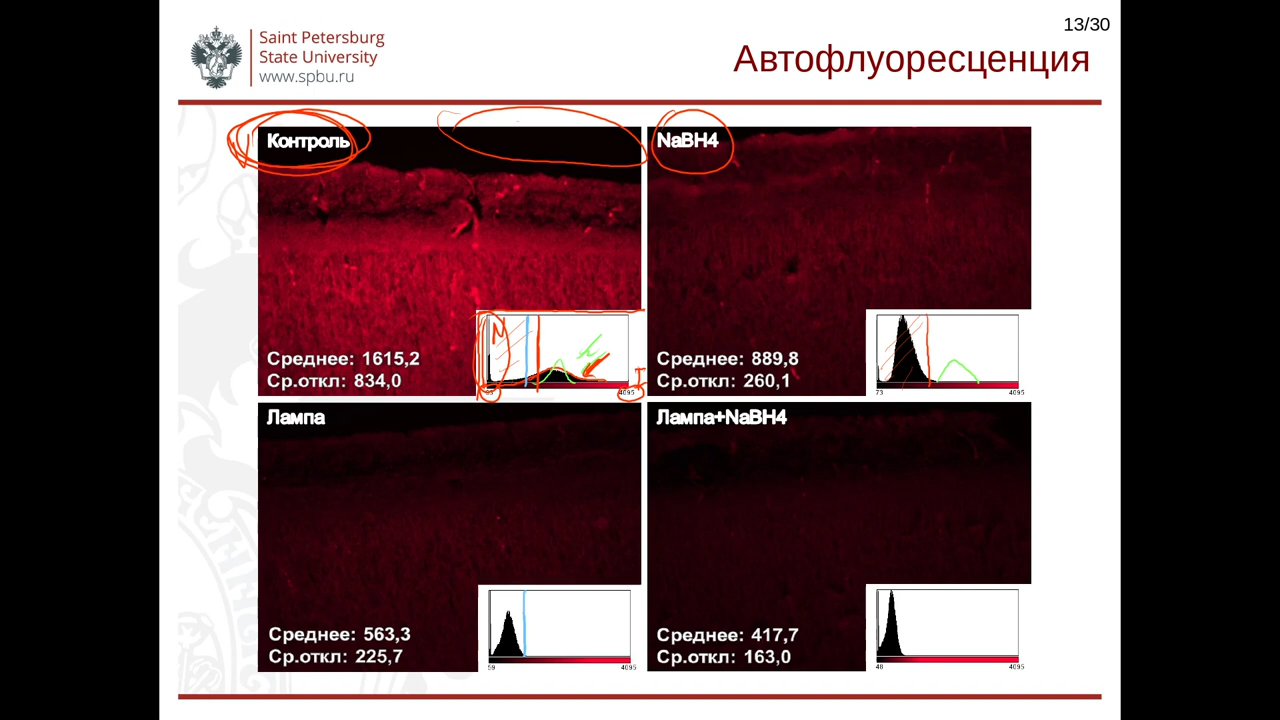 13/30
Saint Petersburg
State University
www.spbu.ru
Автофлуоресценция
Контроль
NaBH4
Среднее: 1615,2
Ср.откл: 834,0
N
I
4095
Среднее: 889,8
Ср.откл: 260,1
73
4095
Лампа
Лампа+NaBH4
Среднее: 563,3
Ср.откл: 225,7
59
4095
Среднее: 417,7
Ср.откл: 163,0
48
4095